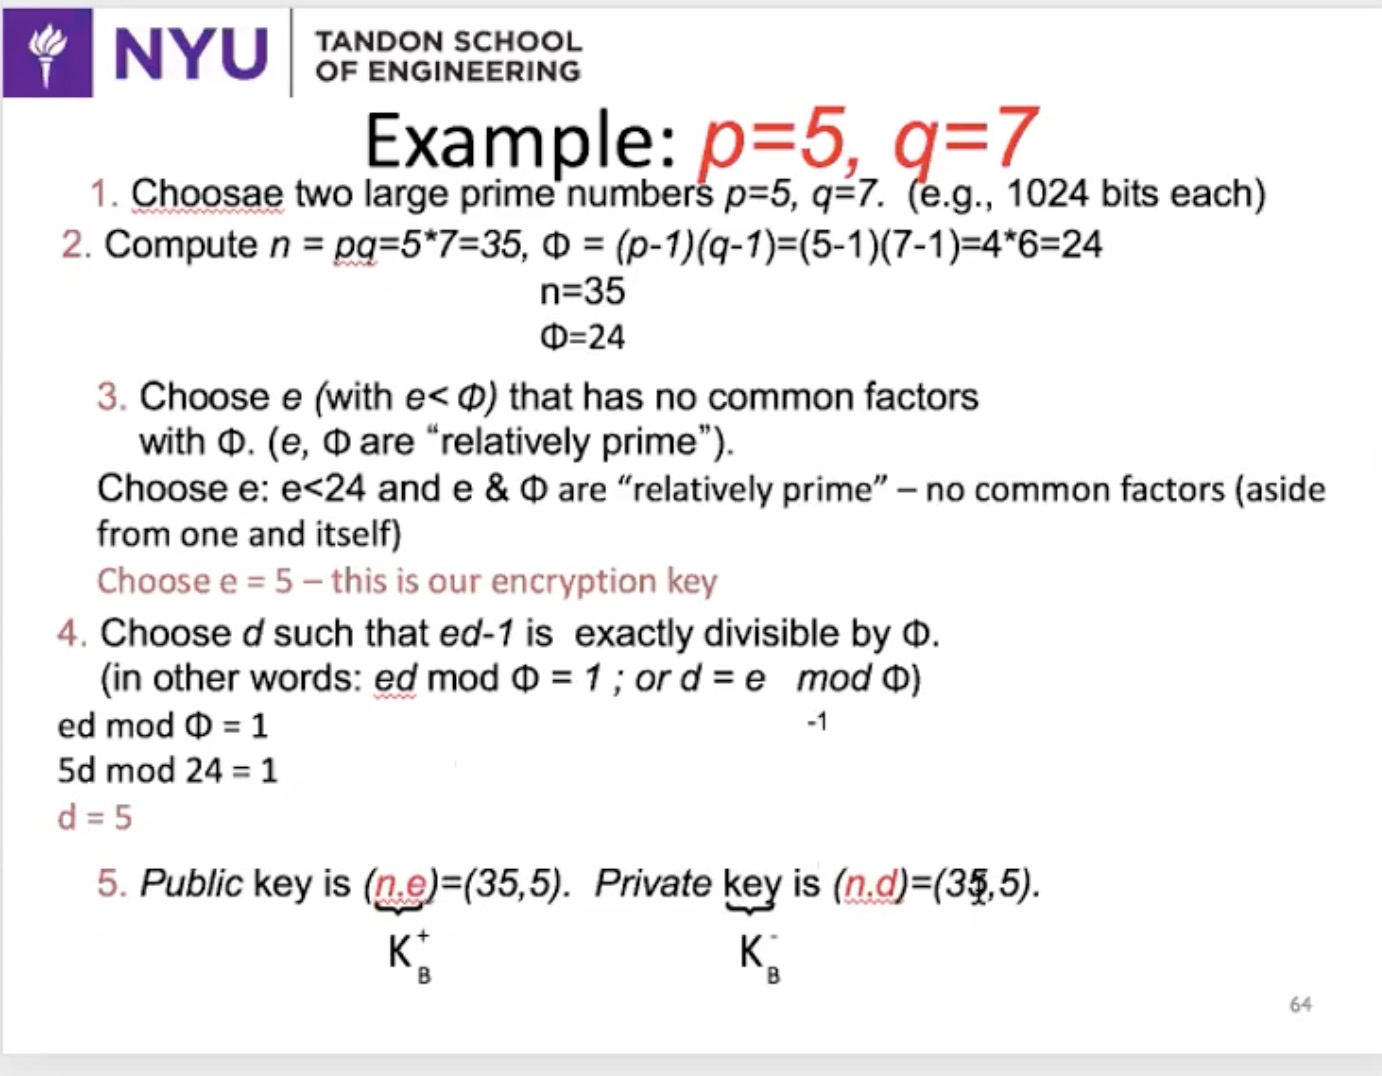 NYU
TANDON SCHOOL
OF ENGINEERING
Example: p=5, q=7
1. Choosae two large prime numbers p=5, q=7. (e.g., 1024 bits each)
2. Compute n = pq=5*7=35, Φ = (p-1)(q-1)=(5-1)(7-1)=4*6=24
n=35
Φ=24
3. Choose e (with e< Φ) that has no common factors
with Φ. (e, Φ are “relatively prime”).
Choose e: e<24 and e & Φ are “relatively prime” – no common factors (aside
from one and itself)
Choose e = 5 – this is our encryption key
4. Choose d such that ed-1 is exactly divisible by Φ.
(in other words: ed mod Φ = 1 ; or d = e mod Φ)
-1
ed mod Φ = 1
5d mod 24 = 1
d = 5
5. Public key is (n.e)=(35,5). Private key is (n.d)=(35,5).
K+B
K-B
64